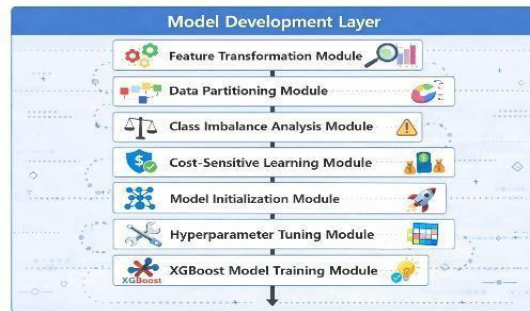 Model Development Layer
Feature Transformation Module
Data Partitioning Module
Class Imbalance Analysis Module
Cost-Sensitive Learning Module
Model Initialization Module
Hyperparameter Tuning Module
XGBoost Model Training Module
XGBoost